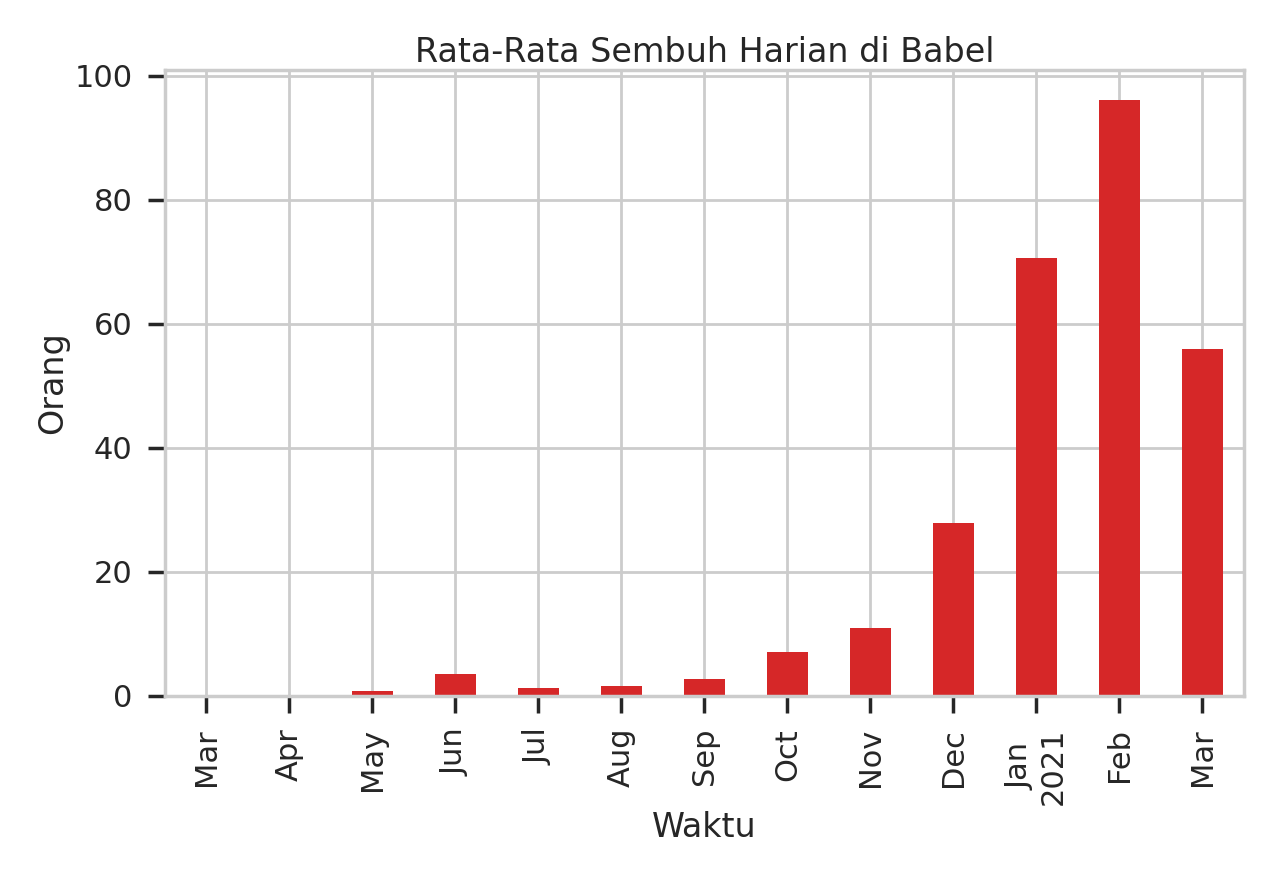 Rata-Rata Sembuh Harian di Babel
100
80
60
40
20
0
Orang
Mar
Apr
May
Jun
Jul
Aug
Sep
Oct
Nov
Dec
Jan
2021
Feb
Mar
Waktu